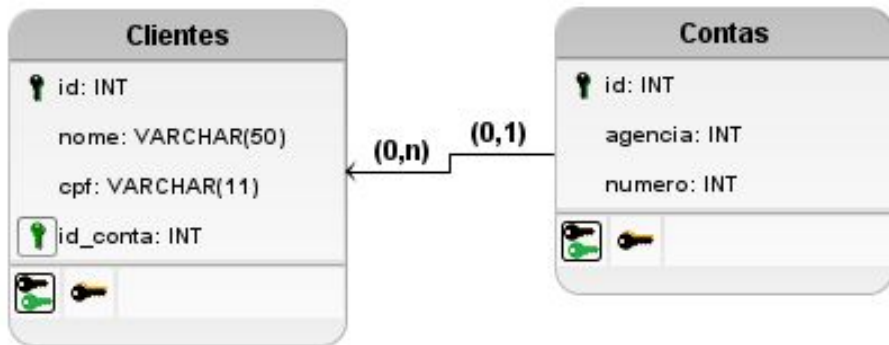 Clientes
id: INT
nome: VARCHAR(50)
cpf: VARCHAR(11)
id_conta: INT
(0,n)
(0,1)
Contas
id: INT
agencia: INT
numero: INT